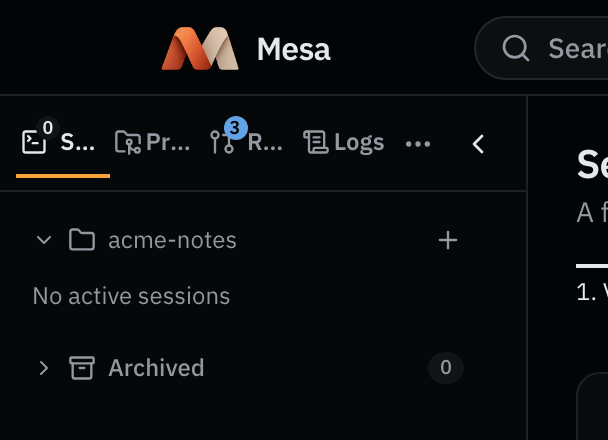 Mesa
Sear
0 S... Pr... 3 R... Logs ...
Se
A f
acme-notes
No active sessions
1. V
Archived 0